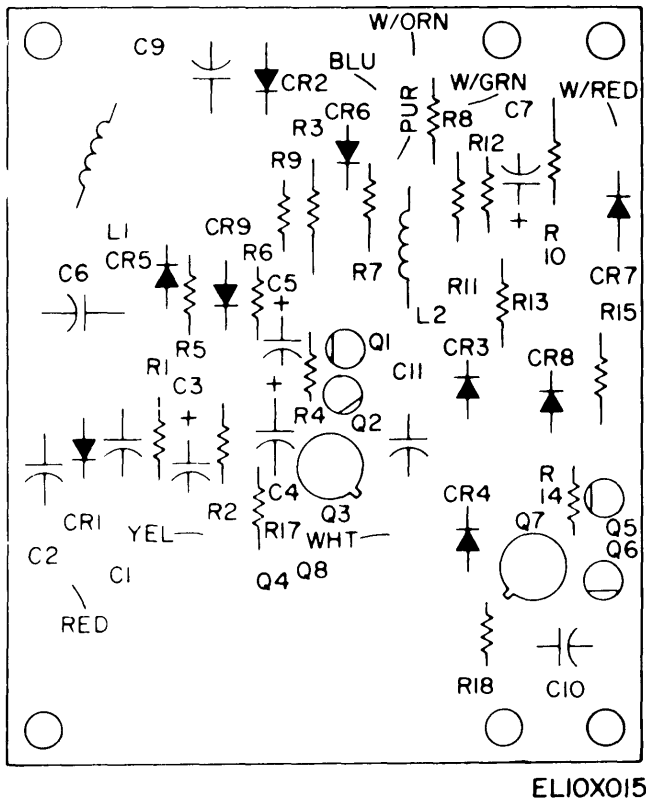 W/ORN
C9
BLU
CR2
W/GRN
W/RED
PUR
CR6
C7
R3
R8
R12
R9
L1
CR9
R
10
CR5
R6
C6
C5
+
+
R7
R11
CR7
R13
R15
L2
R5
Q1
CR3
CR8
R1
C3
C11
+
+
R4
Q2
R
14
C4
CR4
R2
Q3
Q7
Q5
CR1
YEL
R17
WHT
Q6
C2
C1
Q4
Q8
RED
R18
C10
EL10X015